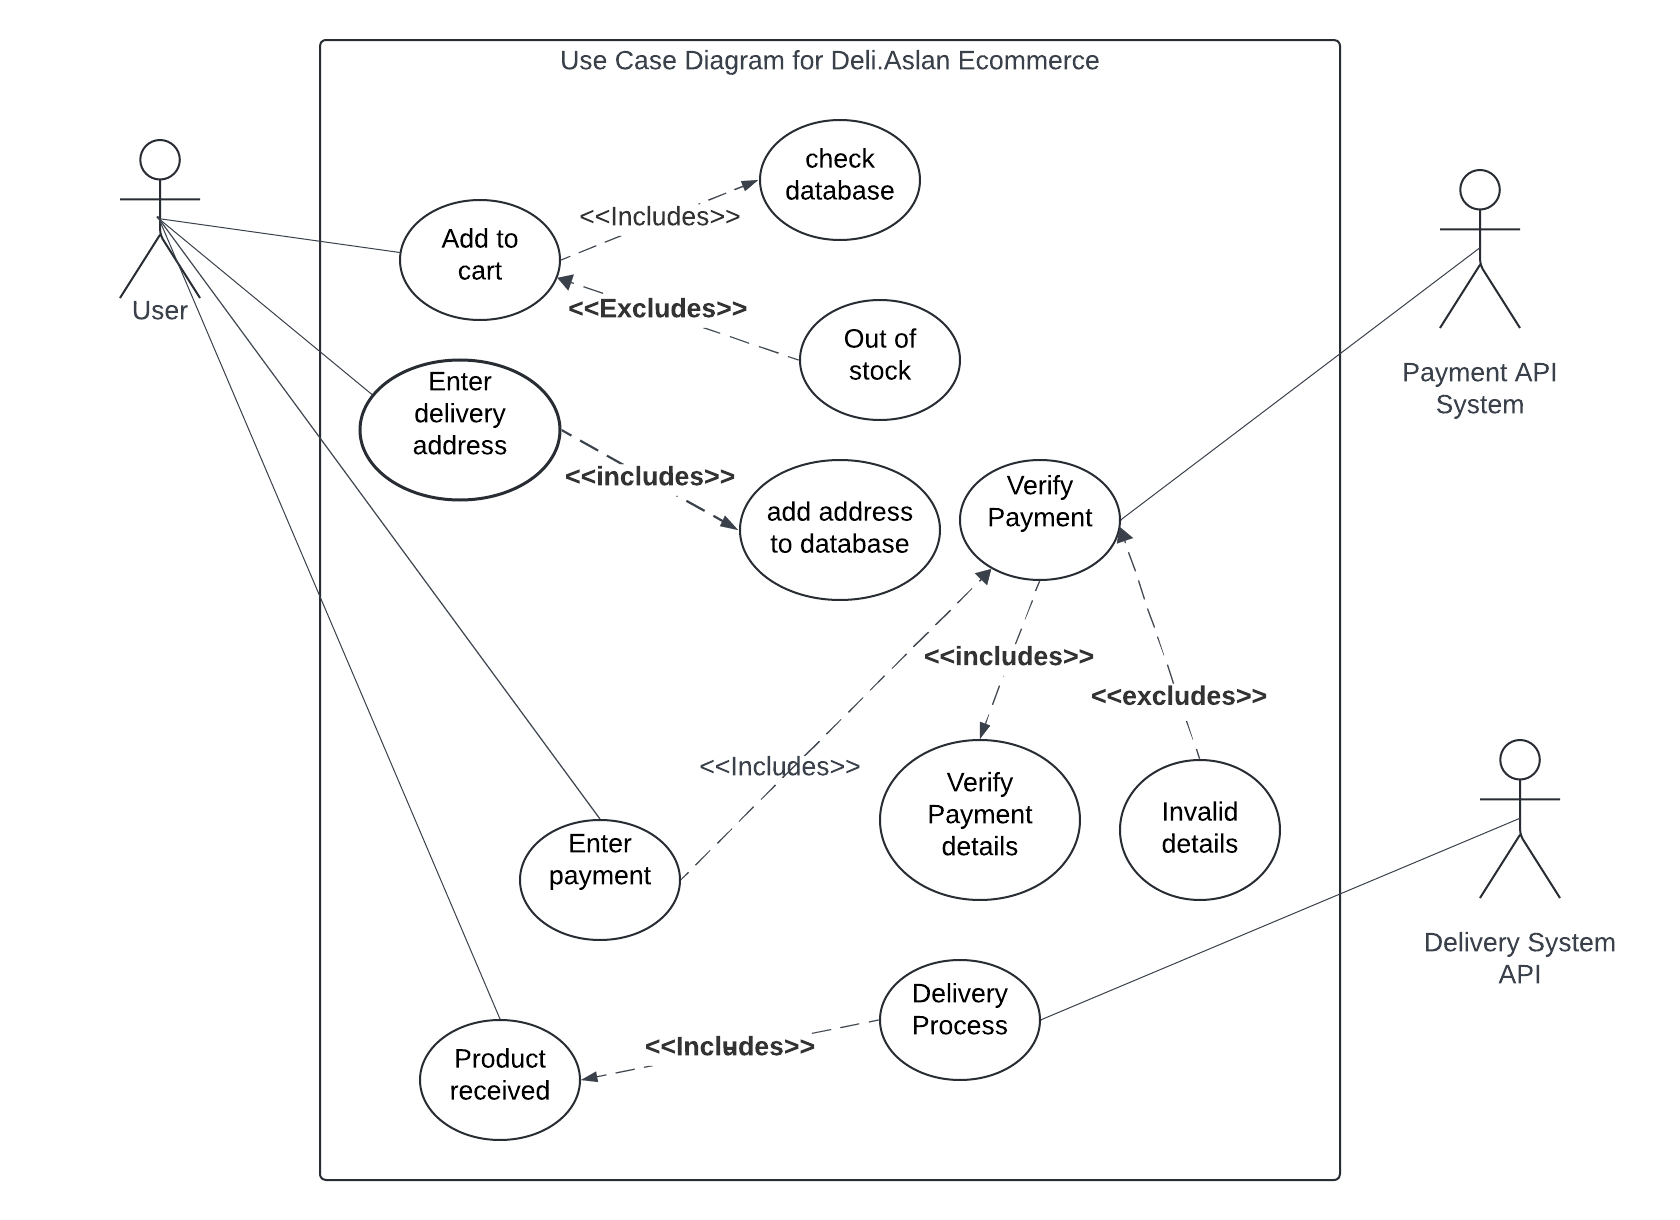 Use Case Diagram for Deli.Aslan Ecommerce
check
database
<<Includes>>
Add to
cart
User
<<Excludes>>
Out of
stock
Payment API
System
Enter
delivery
address
<<includes>>
add address
to database
Verify
Payment
<<includes>>
<<excludes>>
<<Includes>>
Verify
Payment
details
Invalid
details
Enter
payment
Delivery System
API
Delivery
Process
<<Includes>>
Product
received